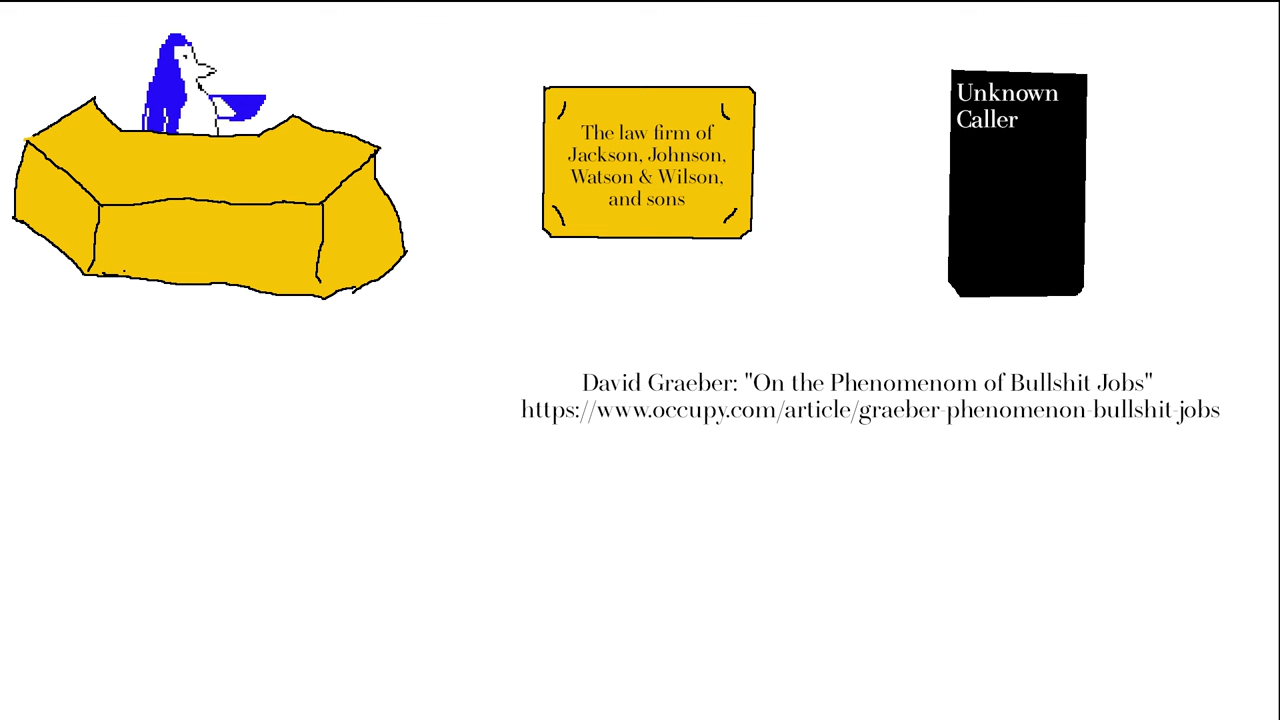 The law firm of
Jackson, Johnson,
Watson & Wilson,
and sons
Unknown
Caller
David Graeber: "On the Phenomenom of Bullshit Jobs"
https://www.occupy.com/article/graeber-phenomenon-bullshit-jobs